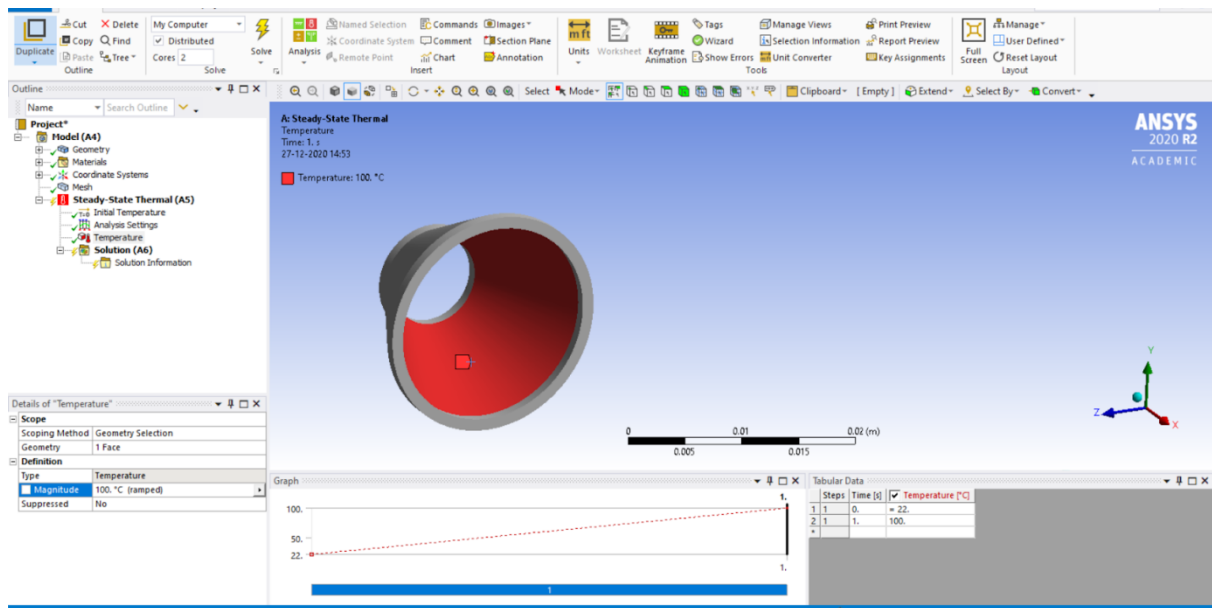 Cut Delete My Computer Named Selection Commands Images Tags Manage Views Print Preview Manage
Copy Find Distributed Coordinate System Comment Section Plane Wizard Selection Information Report Preview User Defined
Duplicate Paste Tree Cores 2 Solve Analysis Remote Point Chart Annotation Units Worksheet Keyframe Animation Show Errors Unit Converter Key Assignments Full Screen Reset Layout
Outline Solve Insert Tools Layout
Outline
Name Search Outline
Select Mode Clipboard [Empty] Extend Select By Convert
Project*
Model (A4)
Geometry
Materials
Coordinate Systems
Mesh
Steady-State Thermal (A5)
T=0 Initial Temperature
Analysis Settings
Temperature
Solution (A6)
Solution Information
A: Steady-State Thermal
Temperature
Time: 1. s
27-12-2020 14:53
Temperature: 100. °C
ANSYS
2020 R2
ACADEMIC
Y
Z
X
0 0.01 0.02 (m)
0.005 0.015
Details of "Temperature"
Scope
Scoping Method Geometry Selection
Geometry 1 Face
Definition
Type Temperature
Magnitude 100. °C (ramped)
Suppressed No
Graph
1.
100.
50.
22.
1.
1
Tabular Data
Steps Time [s] Temperature [°C]
1 1 0. = 22.
2 1 1. 100.
*